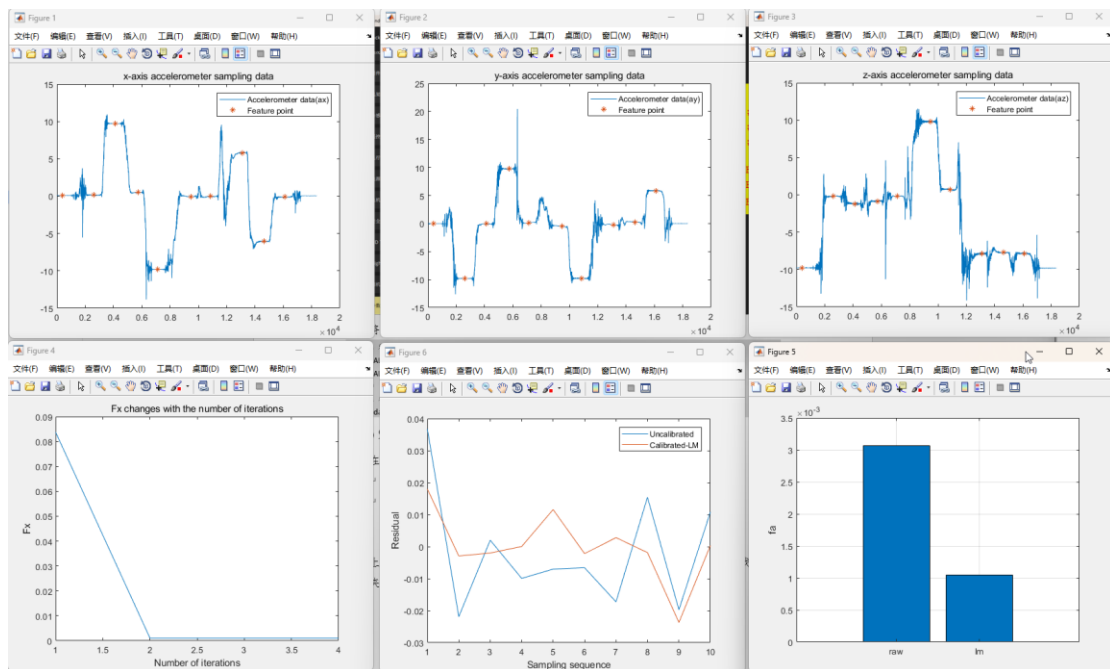 Figure 1
文件(F) 编辑(E) 查看(V) 插入(I) 工具(T) 桌面(D) 窗口(W) 帮助(H)
x-axis accelerometer sampling data
Accelerometer data(ax)
Feature point
15
10
5
0
-5
-10
-15
0 0.2 0.4 0.6 0.8 1 1.2 1.4 1.6 1.8 2
× 10^4
Figure 2
文件(F) 编辑(E) 查看(V) 插入(I) 工具(T) 桌面(D) 窗口(W) 帮助(H)
y-axis accelerometer sampling data
Accelerometer data(ay)
Feature point
25
20
15
10
5
0
-5
-10
-15
0 0.2 0.4 0.6 0.8 1 1.2 1.4 1.6 1.8 2
× 10^4
Figure 3
文件(F) 编辑(E) 查看(V) 插入(I) 工具(T) 桌面(D) 窗口(W) 帮助(H)
z-axis accelerometer sampling data
Accelerometer data(az)
Feature point
15
10
5
0
-5
-10
-15
0 0.2 0.4 0.6 0.8 1 1.2 1.4 1.6 1.8 2
× 10^4
Figure 4
文件(F) 编辑(E) 查看(V) 插入(I) 工具(T) 桌面(D) 窗口(W) 帮助(H)
Fx changes with the number of iterations
0.09
0.08
0.07
0.06
0.05
0.04
0.03
0.02
0.01
0
Fx
1 1.5 2 2.5 3 3.5 4
Number of iterations
Figure 6
文件(F) 编辑(E) 查看(V) 插入(I) 工具(T) 桌面(D) 窗口(W) 帮助(H)
Uncalibrated
Calibrated-LM
0.04
0.03
0.02
0.01
0
-0.01
-0.02
-0.03
Residual
1 2 3 4 5 6 7 8 9 10
Sampling sequence
Figure 5
文件(F) 编辑(E) 查看(V) 插入(I) 工具(T) 桌面(D) 窗口(W) 帮助(H)
× 10^-3
3.5
3
2.5
2
1.5
1
0.5
0
fa
raw lm